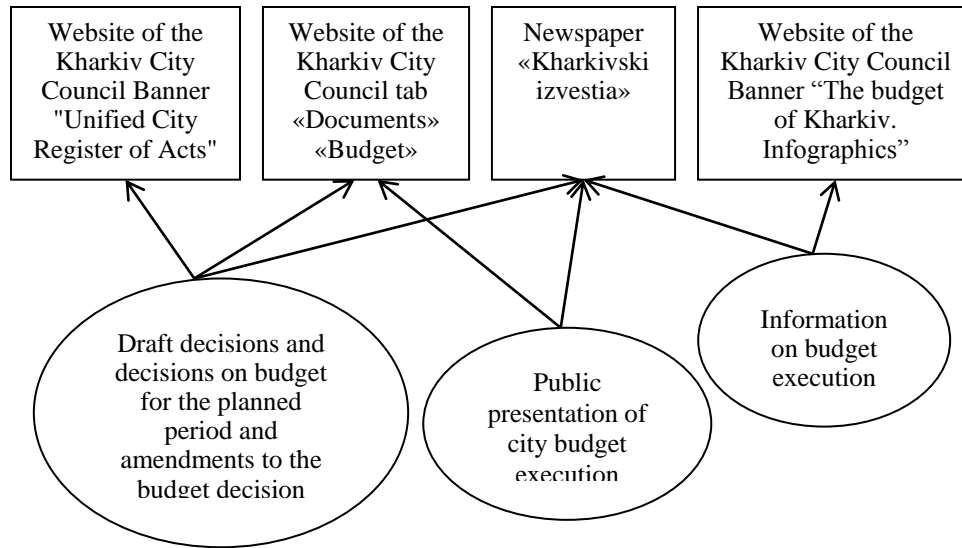 Website of the
Kharkiv City
Council Banner
"Unified City
Register of Acts"
Website of the
Kharkiv City
Council tab
«Documents»
«Budget»
Newspaper
«Kharkivski
izvestia»
Website of the
Kharkiv City Council
Banner “The budget
of Kharkiv.
Infographics”
Draft decisions and
decisions on budget
for the planned
period and
amendments to the
budget decision
Public
presentation of
city budget
execution
Information
on budget
execution